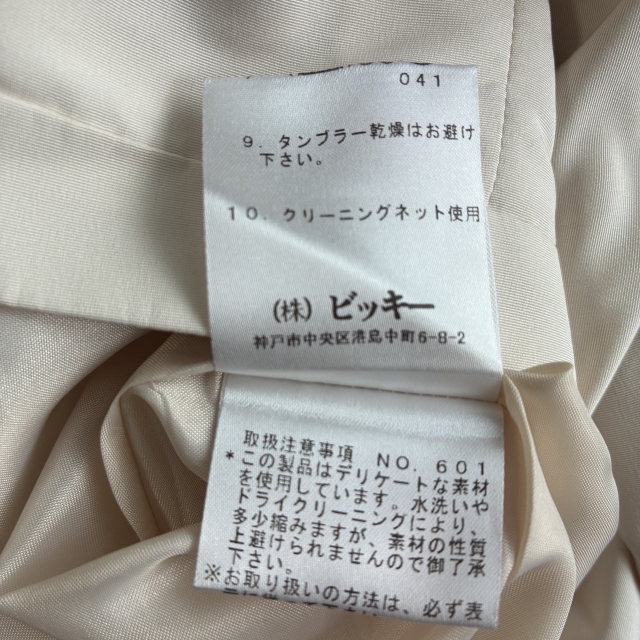 041
9. タンブラー乾燥はお避け
下さい。
10. クリーニングネット使用
(株) ビッキー
神戸市中央区港島中町6-8-2
取扱注意事項 NO. 601
*この製品はデリケートな素材
を使用しています。水洗いや
ドライクリーニングにより、
多少縮みますが、素材の性質
上避けられませんので御了承
下さい。
※お取り扱いの方法は、必ず表